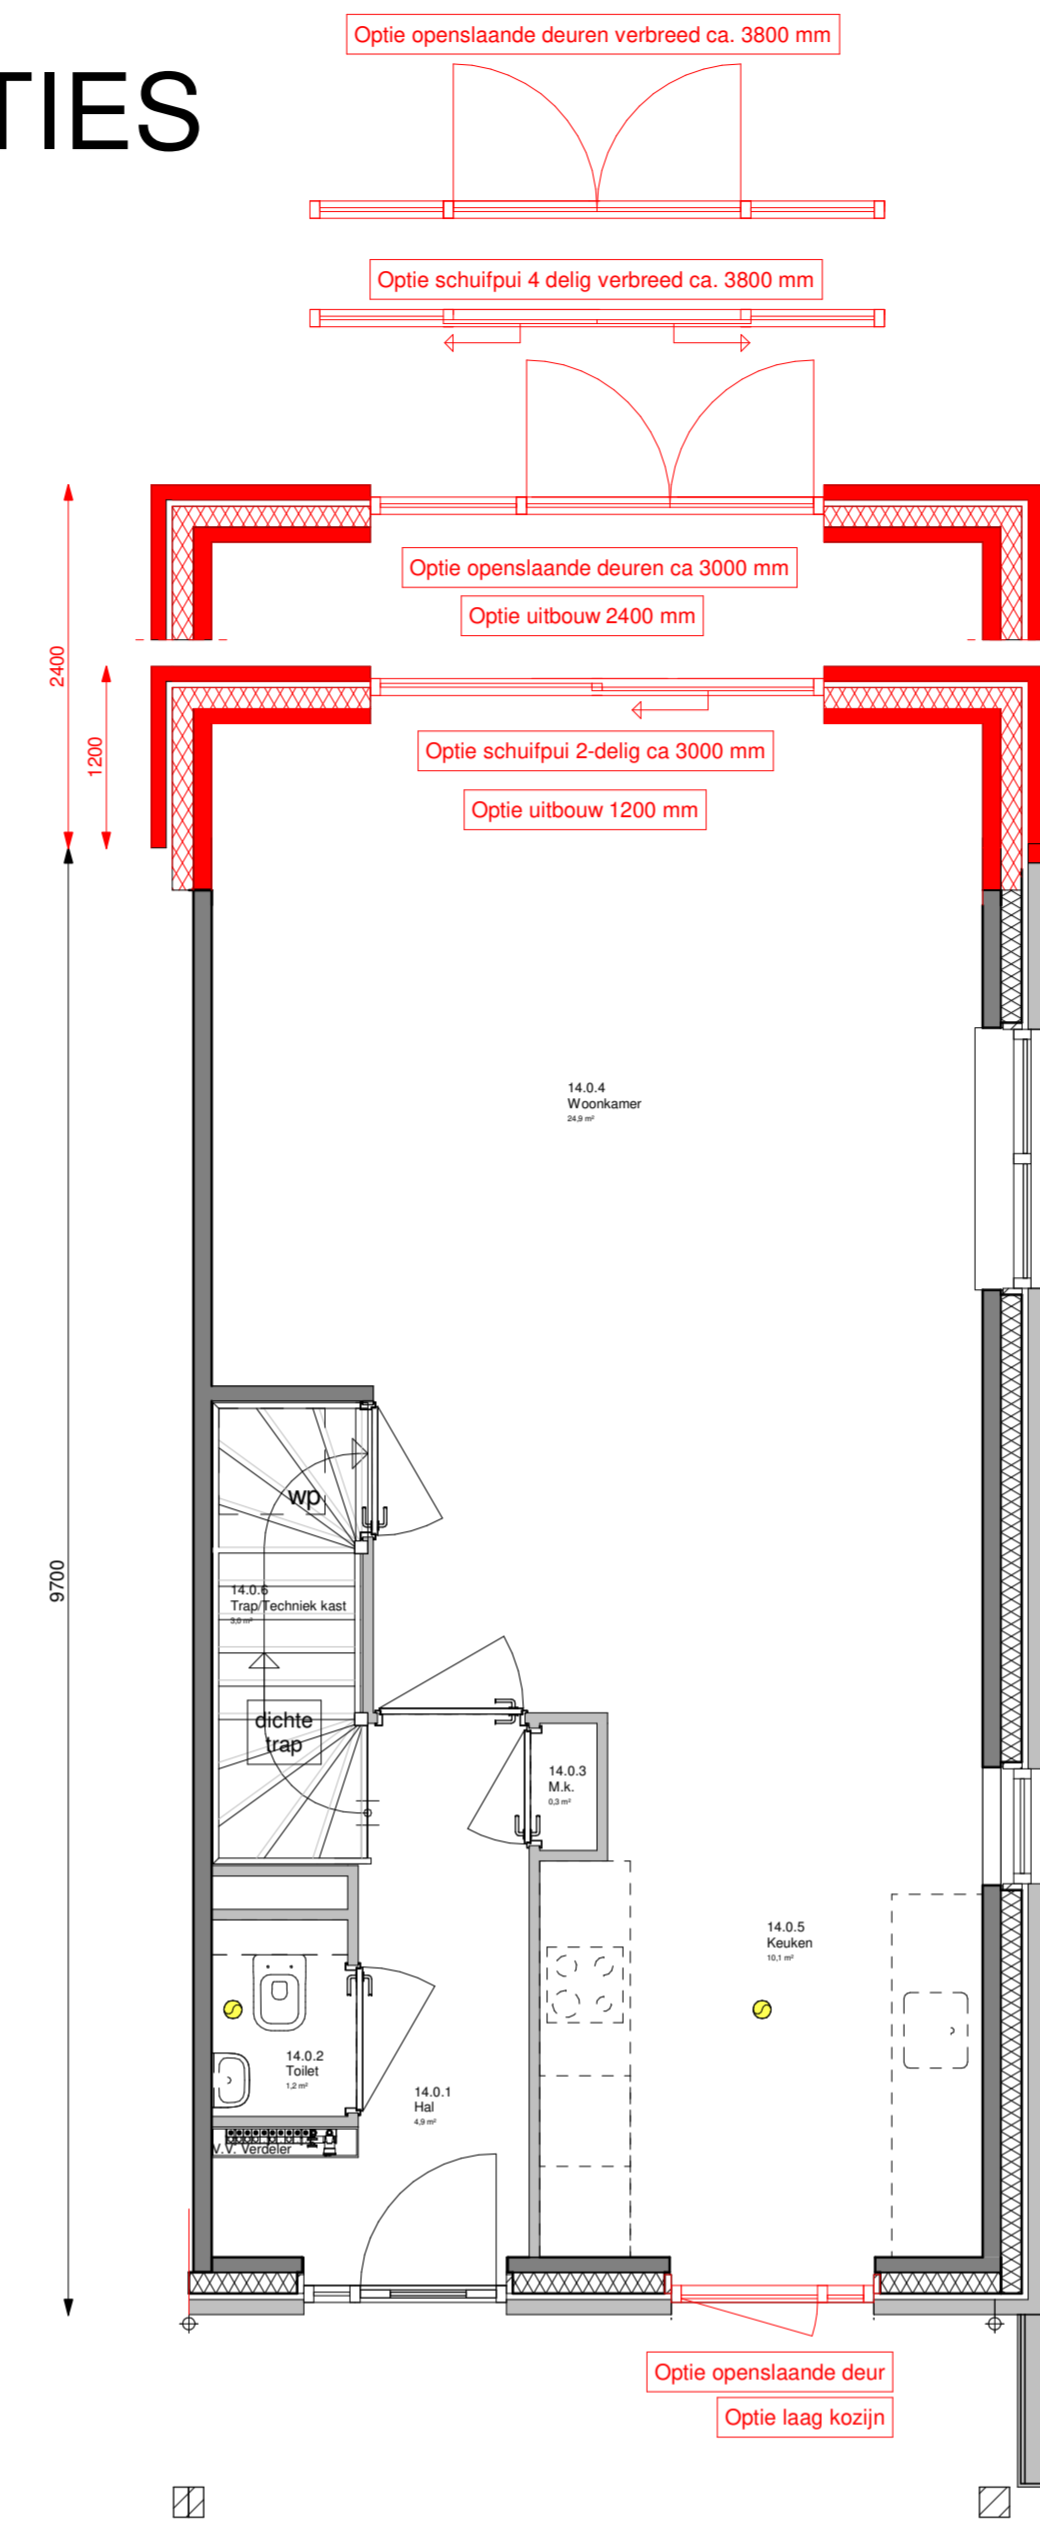 TIES
Optie openslaande deuren verbreed ca. 3800 mm
Optie schuifpui 4 delig verbreed ca. 3800 mm
Optie openslaande deuren ca 3000 mm
Optie uitbouw 2400 mm
2400
1200
Optie schuifpui 2-delig ca 3000 mm
Optie uitbouw 1200 mm
14.0.4
Woonkamer
24,9 m²
wp
9700
14.0.6
Trap/Techniek kast
3,0 m²
dichte
trap
14.0.3
M.k.
0,3 m²
14.0.5
Keuken
10,1 m²
14.0.2
Toilet
1,2 m²
14.0.1
Hal
4,9 m²
V.V. Verdeler
Optie openslaande deur
Optie laag kozijn